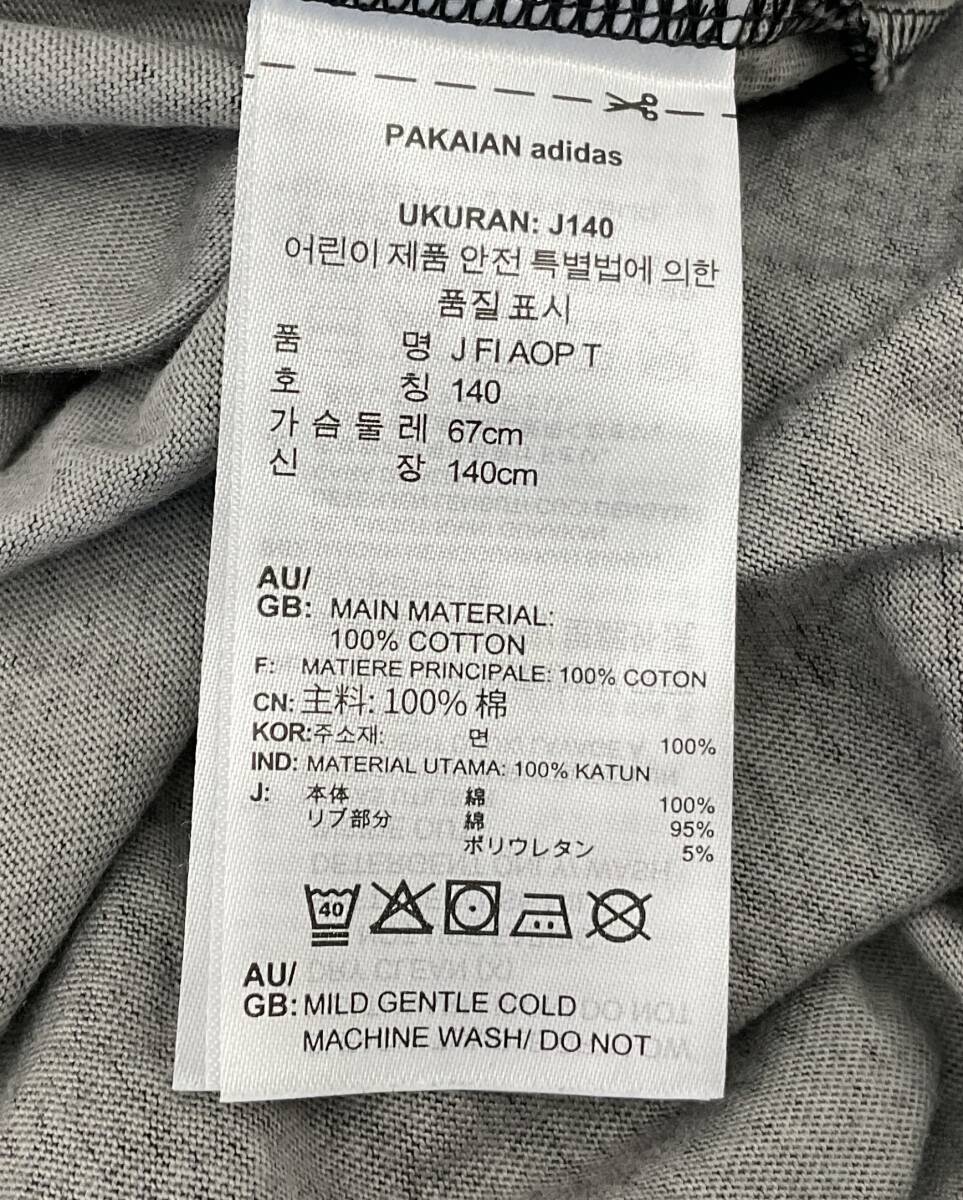 PAKAIAN adidas
UKURAN: J140
어린이 제품 안전 특별법에 의한
품질 표시
품 명 J FI AOP T
호 칭 140
가 슴 둘 레 67cm
신 장 140cm
AU/
GB: MAIN MATERIAL:
100% COTTON
F: MATIERE PRINCIPALE: 100% COTON
CN: 主料: 100% 棉
KOR:주소재: 면 100%
IND: MATERIAL UTAMA: 100% KATUN
J: 本体 綿 100%
リブ部分 綿 95%
ポリウレタン 5%
40
AU/
GB: MILD GENTLE COLD
MACHINE WASH/ DO NOT